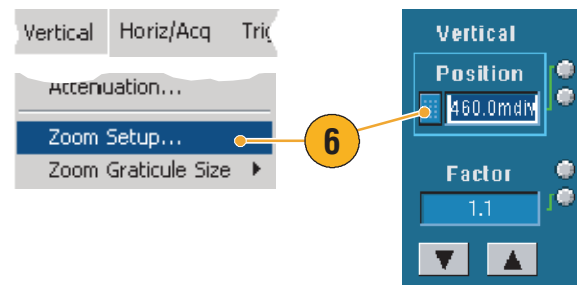 Vertical Horiz/Acq
Attenuation...
Zoom Setup...
Zoom Graticule Size
6
Vertical
Position
460.0mdiv
Factor
1.1